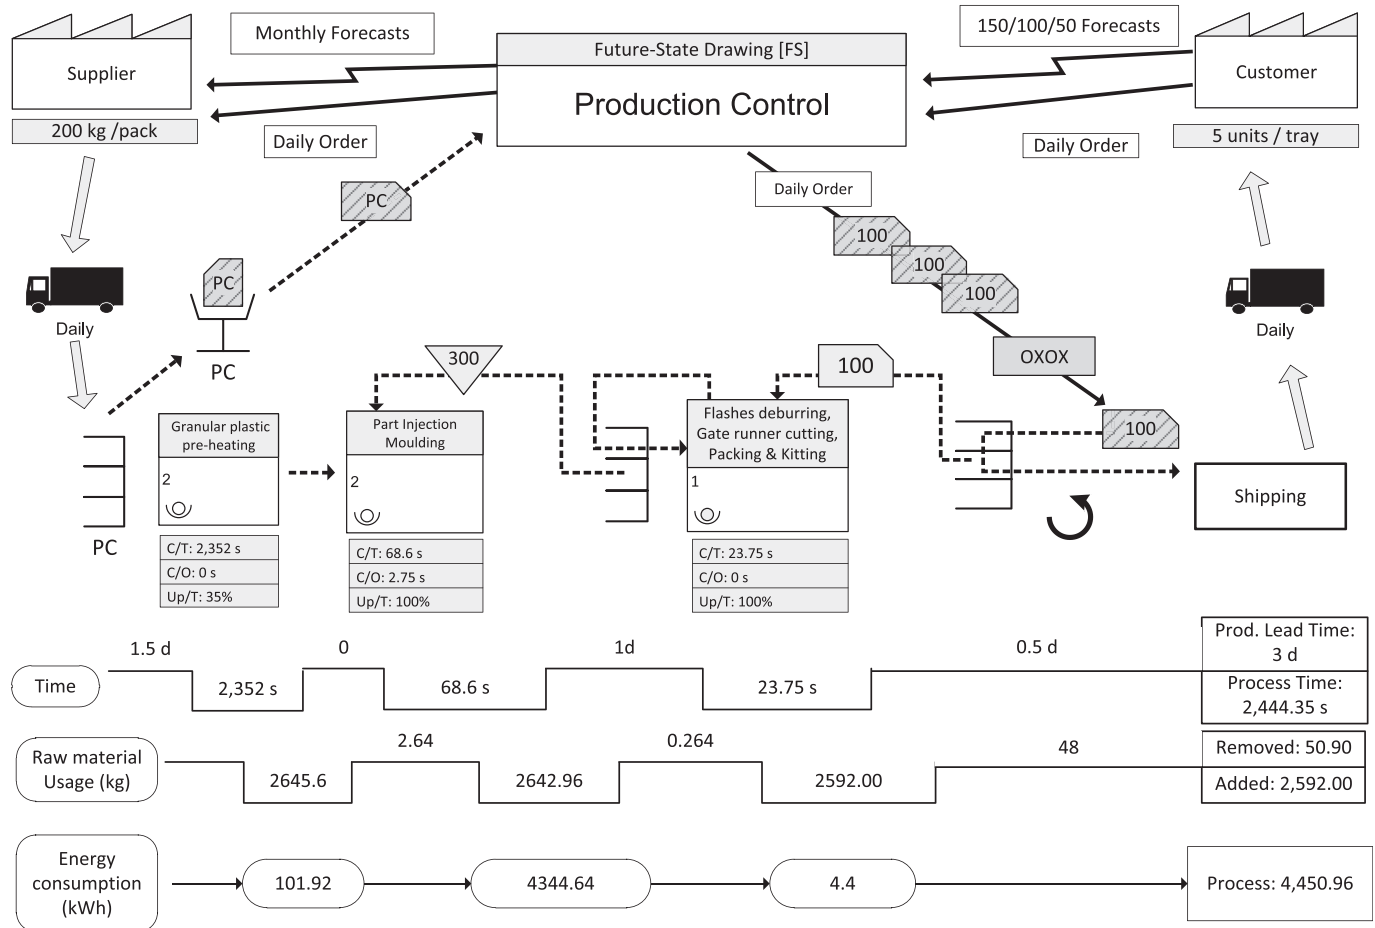 Monthly Forecasts
150/100/50 Forecasts
Supplier
Future-State Drawing [FS]
Production Control
Customer
200 kg /pack
Daily Order
Daily Order
5 units / tray
Daily Order
PC
100
100
100
PC
Daily
Daily
PC
300
100
OXOX
100
Granular plastic
pre-heating
2
Part Injection
Moulding
2
Flashes deburring,
Gate runner cutting,
Packing & Kitting
1
Shipping
PC
C/T: 2,352 s
C/O: 0 s
Up/T: 35%
C/T: 68.6 s
C/O: 2.75 s
Up/T: 100%
C/T: 23.75 s
C/O: 0 s
Up/T: 100%
Time
1.5 d
2,352 s
0
68.6 s
1d
23.75 s
0.5 d
Prod. Lead Time:
3 d
Process Time:
2,444.35 s
Raw material
Usage (kg)
2645.6
2.64
2642.96
0.264
2592.00
48
Removed: 50.90
Added: 2,592.00
Energy
consumption
(kWh)
101.92
4344.64
4.4
Process: 4,450.96